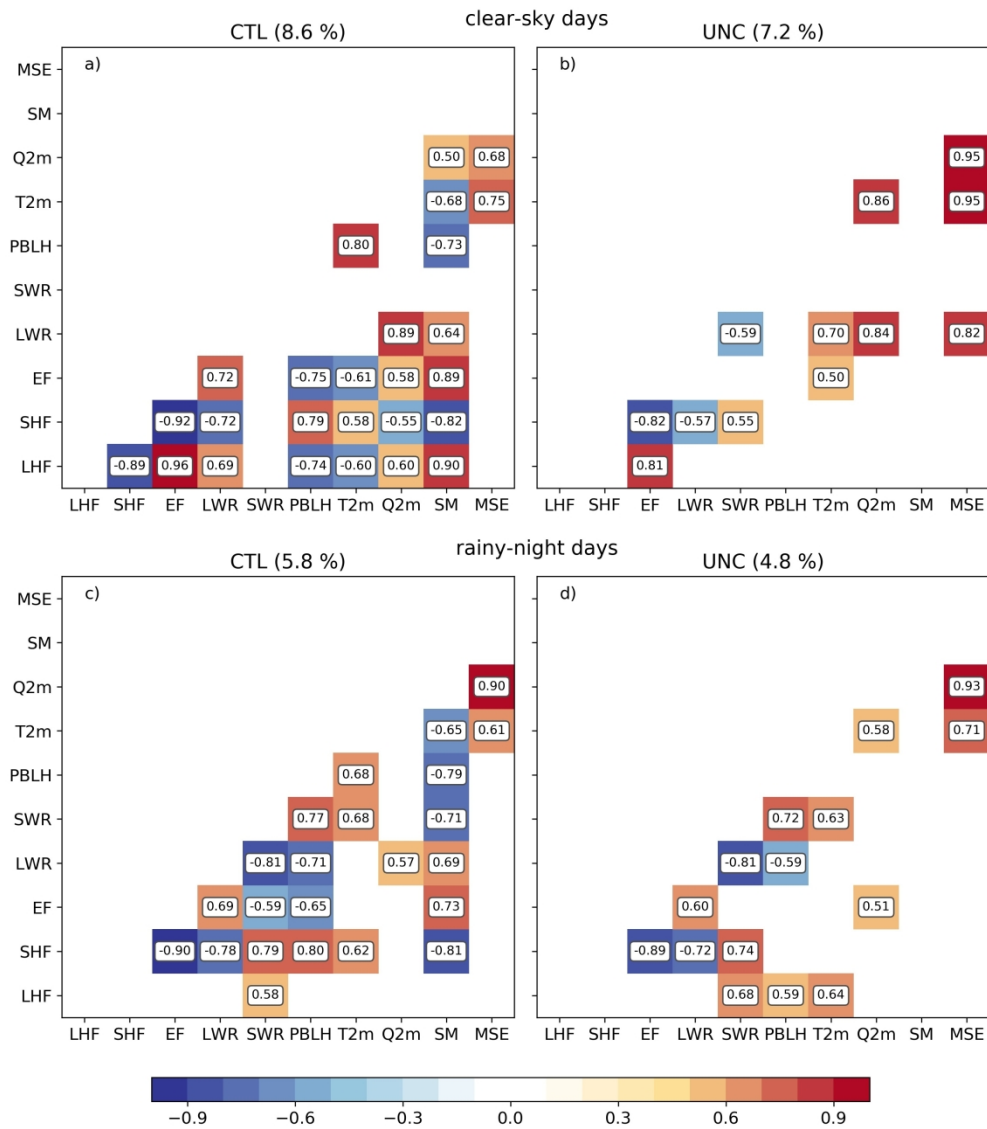 clear-sky days
CTL (8.6 %) UNC (7.2 %)
a) b)
MSE
SM
Q2m 0.50 0.68 0.95
T2m -0.68 0.75 0.86 0.95
PBLH 0.80 -0.73
SWR
LWR 0.89 0.64 -0.59 0.70 0.84 0.82
EF 0.72 -0.75 -0.61 0.58 0.89 0.50
SHF -0.92 -0.72 0.79 0.58 -0.55 -0.82 -0.82 -0.57 0.55
LHF -0.89 0.96 0.69 -0.74 -0.60 0.60 0.90 0.81
LHF SHF EF LWR SWR PBLH T2m Q2m SM MSE LHF SHF EF LWR SWR PBLH T2m Q2m SM MSE
rainy-night days
CTL (5.8 %) UNC (4.8 %)
c) d)
MSE
SM
Q2m 0.90 0.93
T2m -0.65 0.61 0.58 0.71
PBLH 0.68 -0.79
SWR 0.77 0.68 -0.71 0.72 0.63
LWR -0.81 -0.71 0.57 0.69 -0.81 -0.59
EF 0.69 -0.59 -0.65 0.73 0.60 0.51
SHF -0.90 -0.78 0.79 0.80 0.62 -0.81 -0.89 -0.72 0.74
LHF 0.58 0.68 0.59 0.64
LHF SHF EF LWR SWR PBLH T2m Q2m SM MSE LHF SHF EF LWR SWR PBLH T2m Q2m SM MSE
−0.9 −0.6 −0.3 0.0 0.3 0.6 0.9